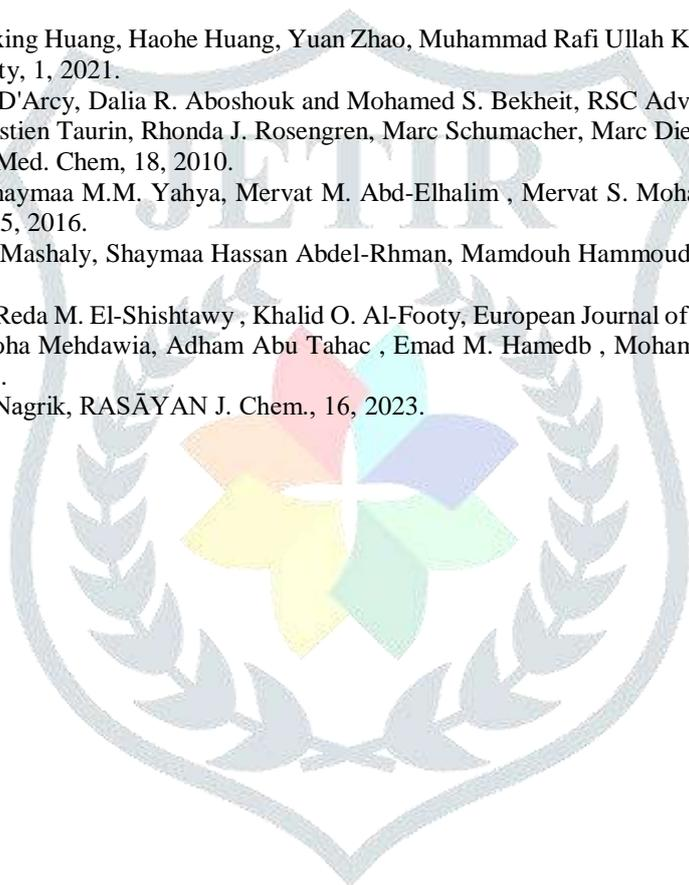 king Huang, Haohe Huang, Yuan Zhao, Muhammad Rafi Ullah K
ty, 1, 2021.
D'Arcy, Dalia R. Aboshouk and Mohamed S. Bekheit, RSC Adv
stien Taurin, Rhonda J. Rosengren, Marc Schumacher, Marc Die
Med. Chem, 18, 2010.
haymaa M.M. Yahya, Mervat M. Abd-Elhalim , Mervat S. Moha
5, 2016.
Mashaly, Shaymaa Hassan Abdel-Rhman, Mamdouh Hammoud
Reda M. El-Shishtawy , Khalid O. Al-Footy, European Journal of
oha Mehdawia, Adham Abu Tahac , Emad M. Hamedb , Moham
.
Nagrik, RASĀYAN J. Chem., 16, 2023.
JETIR